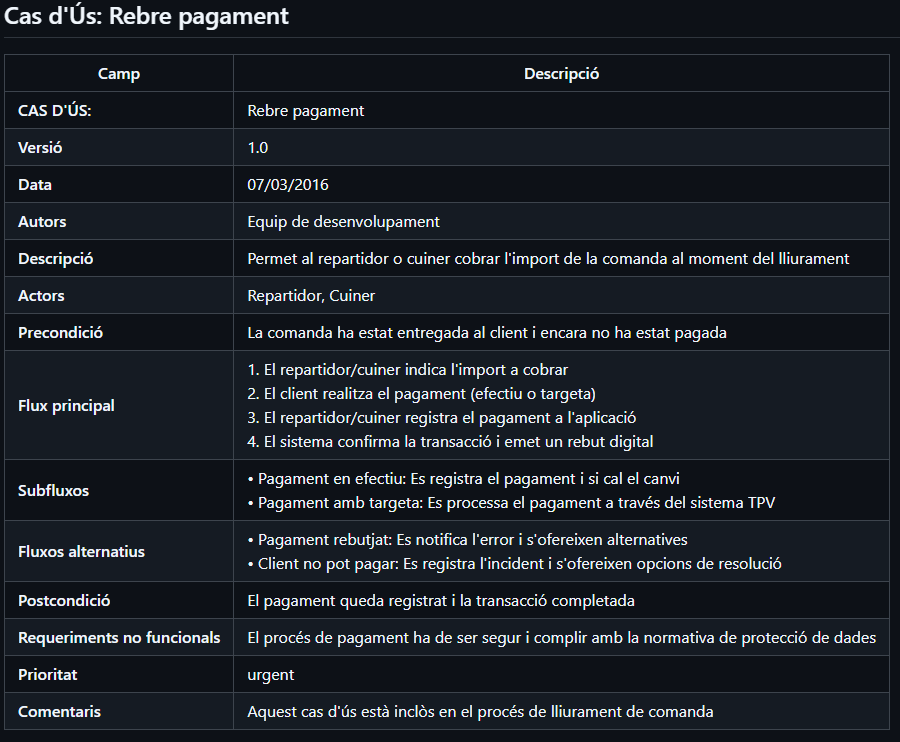 Cas d'Ús: Rebre pagament
Camp Descripció
CAS D'ÚS: Rebre pagament
Versió 1.0
Data 07/03/2016
Autors Equip de desenvolupament
Descripció Permet al repartidor o cuiner cobrar l'import de la comanda al moment del lliurament
Actors Repartidor, Cuiner
Precondició La comanda ha estat entregada al client i encara no ha estat pagada
Flux principal
1. El repartidor/cuiner indica l'import a cobrar
2. El client realitza el pagament (efectiu o targeta)
3. El repartidor/cuiner registra el pagament a l'aplicació
4. El sistema confirma la transacció i emet un rebut digital
Subfluxos
• Pagament en efectiu: Es registra el pagament i si cal el canvi
• Pagament amb targeta: Es processa el pagament a través del sistema TPV
Fluxos alternatius
• Pagament rebutjat: Es notifica l'error i s'ofereixen alternatives
• Client no pot pagar: Es registra l'incident i s'ofereixen opcions de resolució
Postcondició El pagament queda registrat i la transacció completada
Requeriments no funcionals El procés de pagament ha de ser segur i complir amb la normativa de protecció de dades
Prioritat urgent
Comentaris Aquest cas d'ús està inclòs en el procés de lliurament de comanda